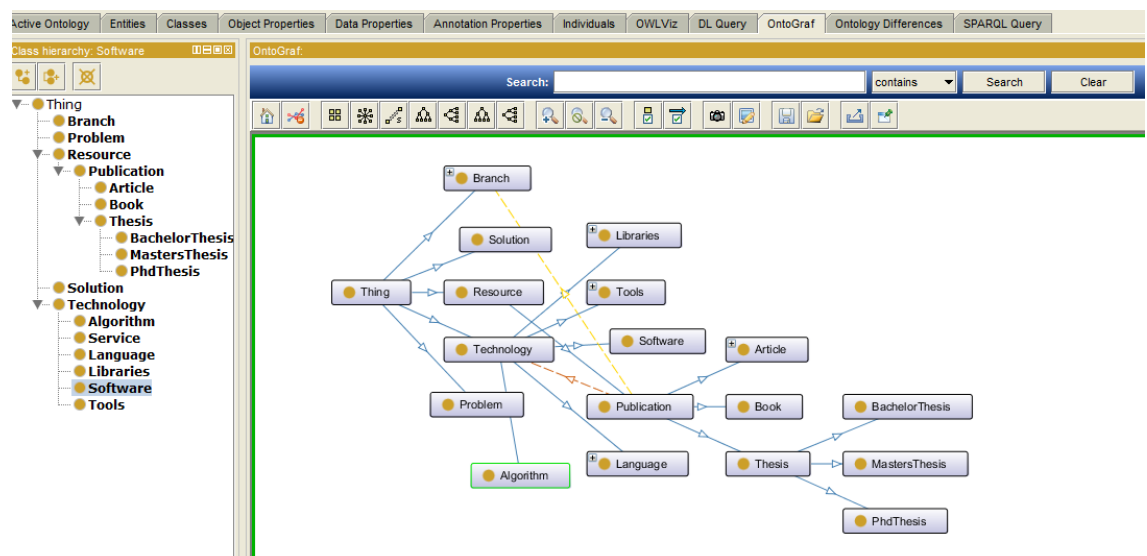 Active Ontology Entities Classes Object Properties Data Properties Annotation Properties Individuals OWLViz DL Query OntoGraf Ontology Differences SPARQL Query
Class hierarchy: Software
OntoGraf:
Search: contains Search Clear
Thing
Branch
Problem
Resource
Publication
Article
Book
Thesis
BachelorThesis
MastersThesis
PhdThesis
Solution
Technology
Algorithm
Service
Language
Libraries
Software
Tools
Branch
Solution
Libraries
Thing
Resource
Tools
Technology
Software
Article
Problem
Publication
Book
BachelorThesis
Algorithm
Language
Thesis
MastersThesis
PhdThesis